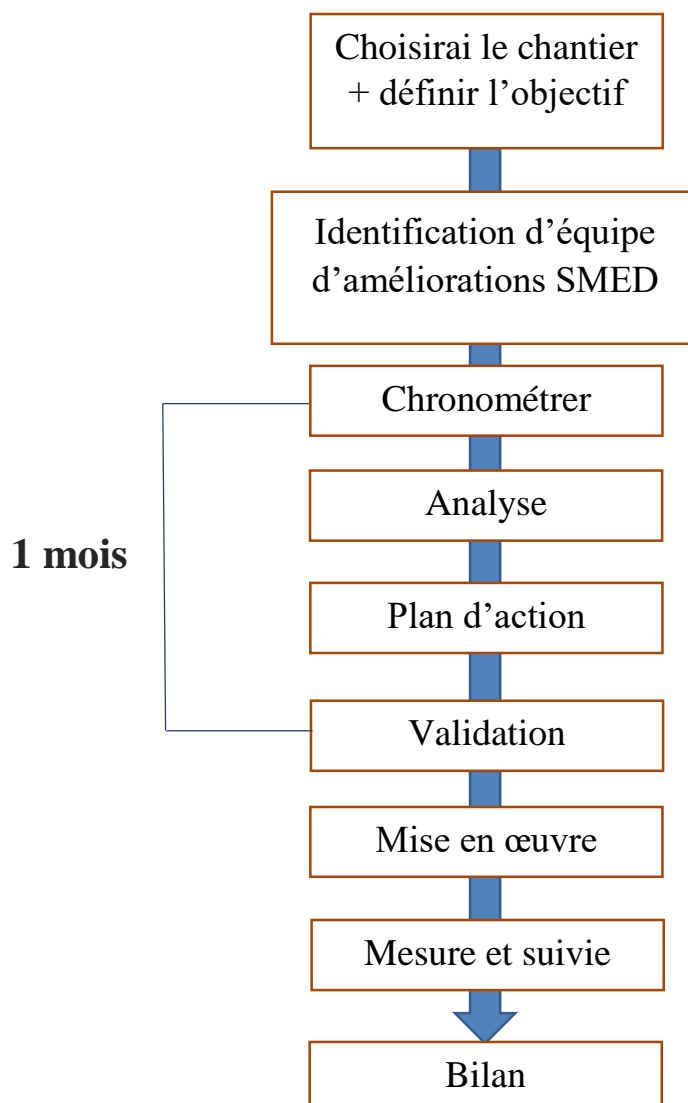 Choisirai le chantier
+ définir l’objectif
Identification d’équipe
d’améliorations SMED
Chronométrer
Analyse
1 mois
Plan d’action
Validation
Mise en œuvre
Mesure et suivie
Bilan